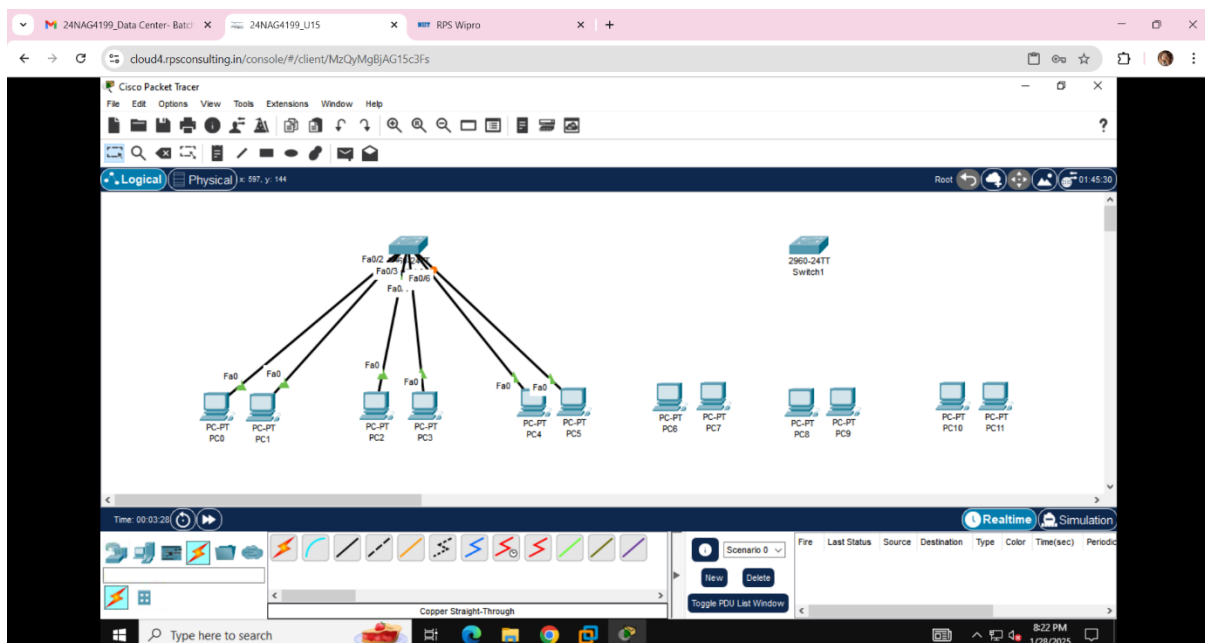 24NAG4199_Data Center- Batch
24NAG4199_U15
RPS Wipro
cloud4.rpsconsulting.in/console/#/client/MzQyMgBjAG15c3Fs
Cisco Packet Tracer
File Edit Options View Tools Extensions Window Help
?
Logical Physical x: 597, y: 144 Root 01:45:30
Fa0/2
Fa0/3
Fa0/6
2960-24TT
Switch1
Fa0 Fa0 Fa0 Fa0 Fa0 Fa0
PC-PT PC0
PC-PT PC1
PC-PT PC2
PC-PT PC3
PC-PT PC4
PC-PT PC5
PC-PT PC6
PC-PT PC7
PC-PT PC8
PC-PT PC9
PC-PT PC10
PC-PT PC11
Time: 00:03:28
Realtime Simulation
Scenario 0
New Delete
Toggle PDU List Window
Fire Last Status Source Destination Type Color Time(sec) Periodic
Copper Straight-Through
Type here to search
8:22 PM
1/28/2025